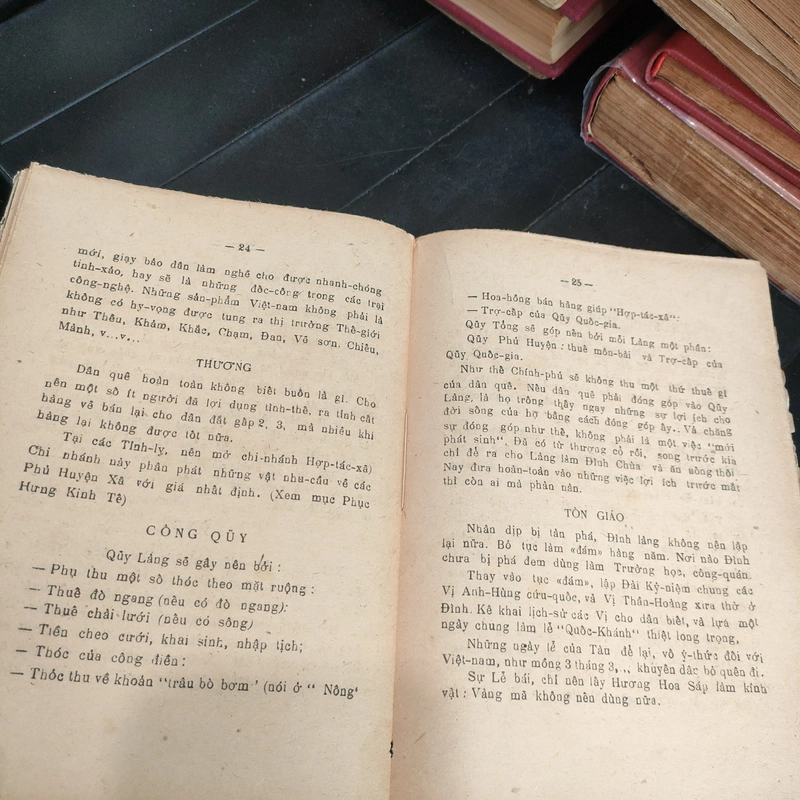 — 24 —
mới, giạy bảo dân làm nghề cho được nhanh-chóng
tinh-xảo, hay sẽ là những đốc-công trong các trại
công-nghệ. Những sản-phẩm Việt-nam không phải là
không có hy-vọng được tung ra thị trường Thế-giới
như Thêu, Khảm, Khắc, Chạm, Đan, Vẽ sơn, Chiếu,
Mành, v...v...
THƯƠNG
Dân quê hoàn toàn không biết buôn là gì. Cho
nên một số ít người đã lợi dụng tình-thế, ra tỉnh cất
hàng về bán lại cho dân đắt gấp 2, 3, mà nhiều khi
hàng lại không được tốt nữa.
Tại các Tỉnh-lỵ, nên mở chi-nhánh Hợp-tác-xã)
Chi nhánh này phân phát những vật nhu-cầu về các
Phủ Huyện Xã với giá nhất định. (Xem mục Phục
Hưng Kinh Tế)
CÔNG QŨY
Qũy Làng sẽ gây nên bởi :
— Phụ thu một số thóc theo mặt ruộng :
— Thuế đò ngang (nếu có đò ngang):
— Thuế chài lưới (nếu có sông)
— Tiền cheo cưới, khai sinh, nhập tịch;
— Thóc của công điền :
— Thóc thu về khoản "trâu bò bơm' (nói ở " Nông'
— 25 —
— Hoa-hồng bán hàng giáp "Hợp-tác-xã":
— Trợ-cấp của Qũy Quốc-gia.
Qũy Tổng sẽ góp nên bởi mỗi Làng một phần:
Qũy Phủ Huyện : thuế môn-bài và Trợ-cấp của
Qũy Quốc-gia.
Như thế Chính-phủ sẽ không thu một thứ thuế gì
của dân quê. Nếu dân quê phải đóng góp vào Qũy
Làng, là họ trông thấy ngay những sự lợi ích cho
đời sống của họ bằng cách đóng góp ấy.. Và chăng
sự đóng góp như thế, không phải là một việc "mới
phát sinh". Đã có từ thượng cổ rồi, song trước kia
chỉ để ra cho Làng làm Đình Chùa và ăn uống thôi
Nay đưa hoàn-toàn vào những việc lợi ích trước mắt
thì còn ai mà phàn nàn.
TÔN GIÁO
Nhân dịp bị tàn phá, Đình làng không nên lập
lại nữa. Bỏ tục làm «đám» hàng năm. Nơi nào Đình
chưa bị phá đem dùng làm Trường học, công-quán.
Thay vào tục «đám», lập Đài Kỷ-niệm chung các
Vị Anh-Hùng cứu-quốc, và Vị Thần-Hoàng xưa thờ ở
Đình. Kê khai lịch-sử các Vị cho dân biết, và lựa một
ngày chung làm lễ "Quốc-Khánh" thiệt long trọng,
Những ngày lễ của Tàu để lại, vô ý-thức đối với
Việt-nam, như mồng 3 tháng 3,.. khuyên dân bỏ quên đi.
Sự Lễ bái, chỉ nên lấy Hương Hoa Sáp làm kính
vật : Vàng mã không nên dùng nữa.